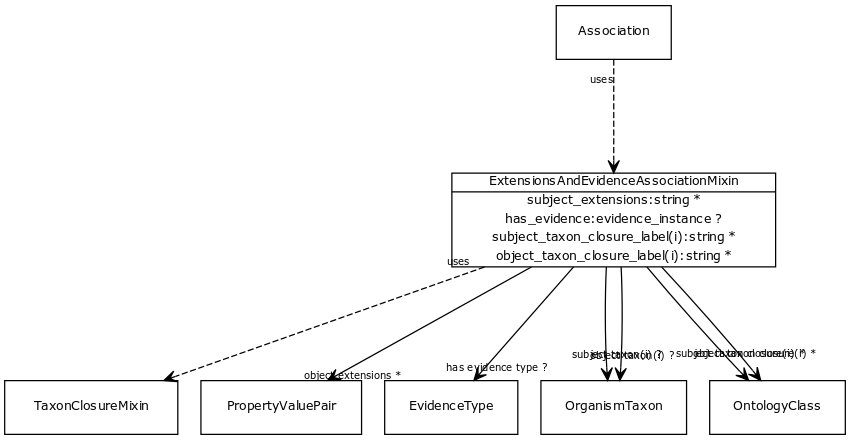 Association
uses
ExtensionsAndEvidenceAssociationMixin
subject_extensions:string *
has_evidence:evidence_instance ?
subject_taxon_closure_label(i):string *
object_taxon_closure_label(i):string *
uses
object extensions *
has evidence type ?
subject taxon(i) ?
object taxon(i) ?
subject taxon closure(i) *
object taxon closure(i) *
TaxonClosureMixin
PropertyValuePair
EvidenceType
OrganismTaxon
OntologyClass